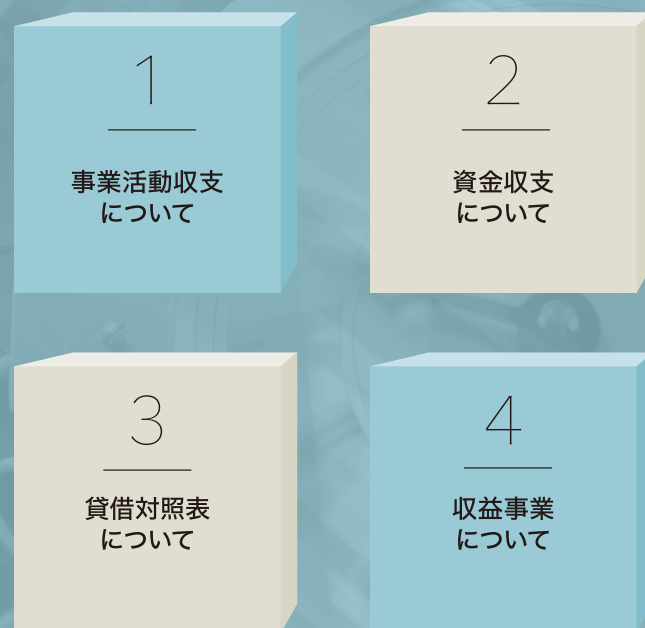 1
事業活動収支
について
2
資金収支
について
3
貸借対照表
について
4
収益事業
について